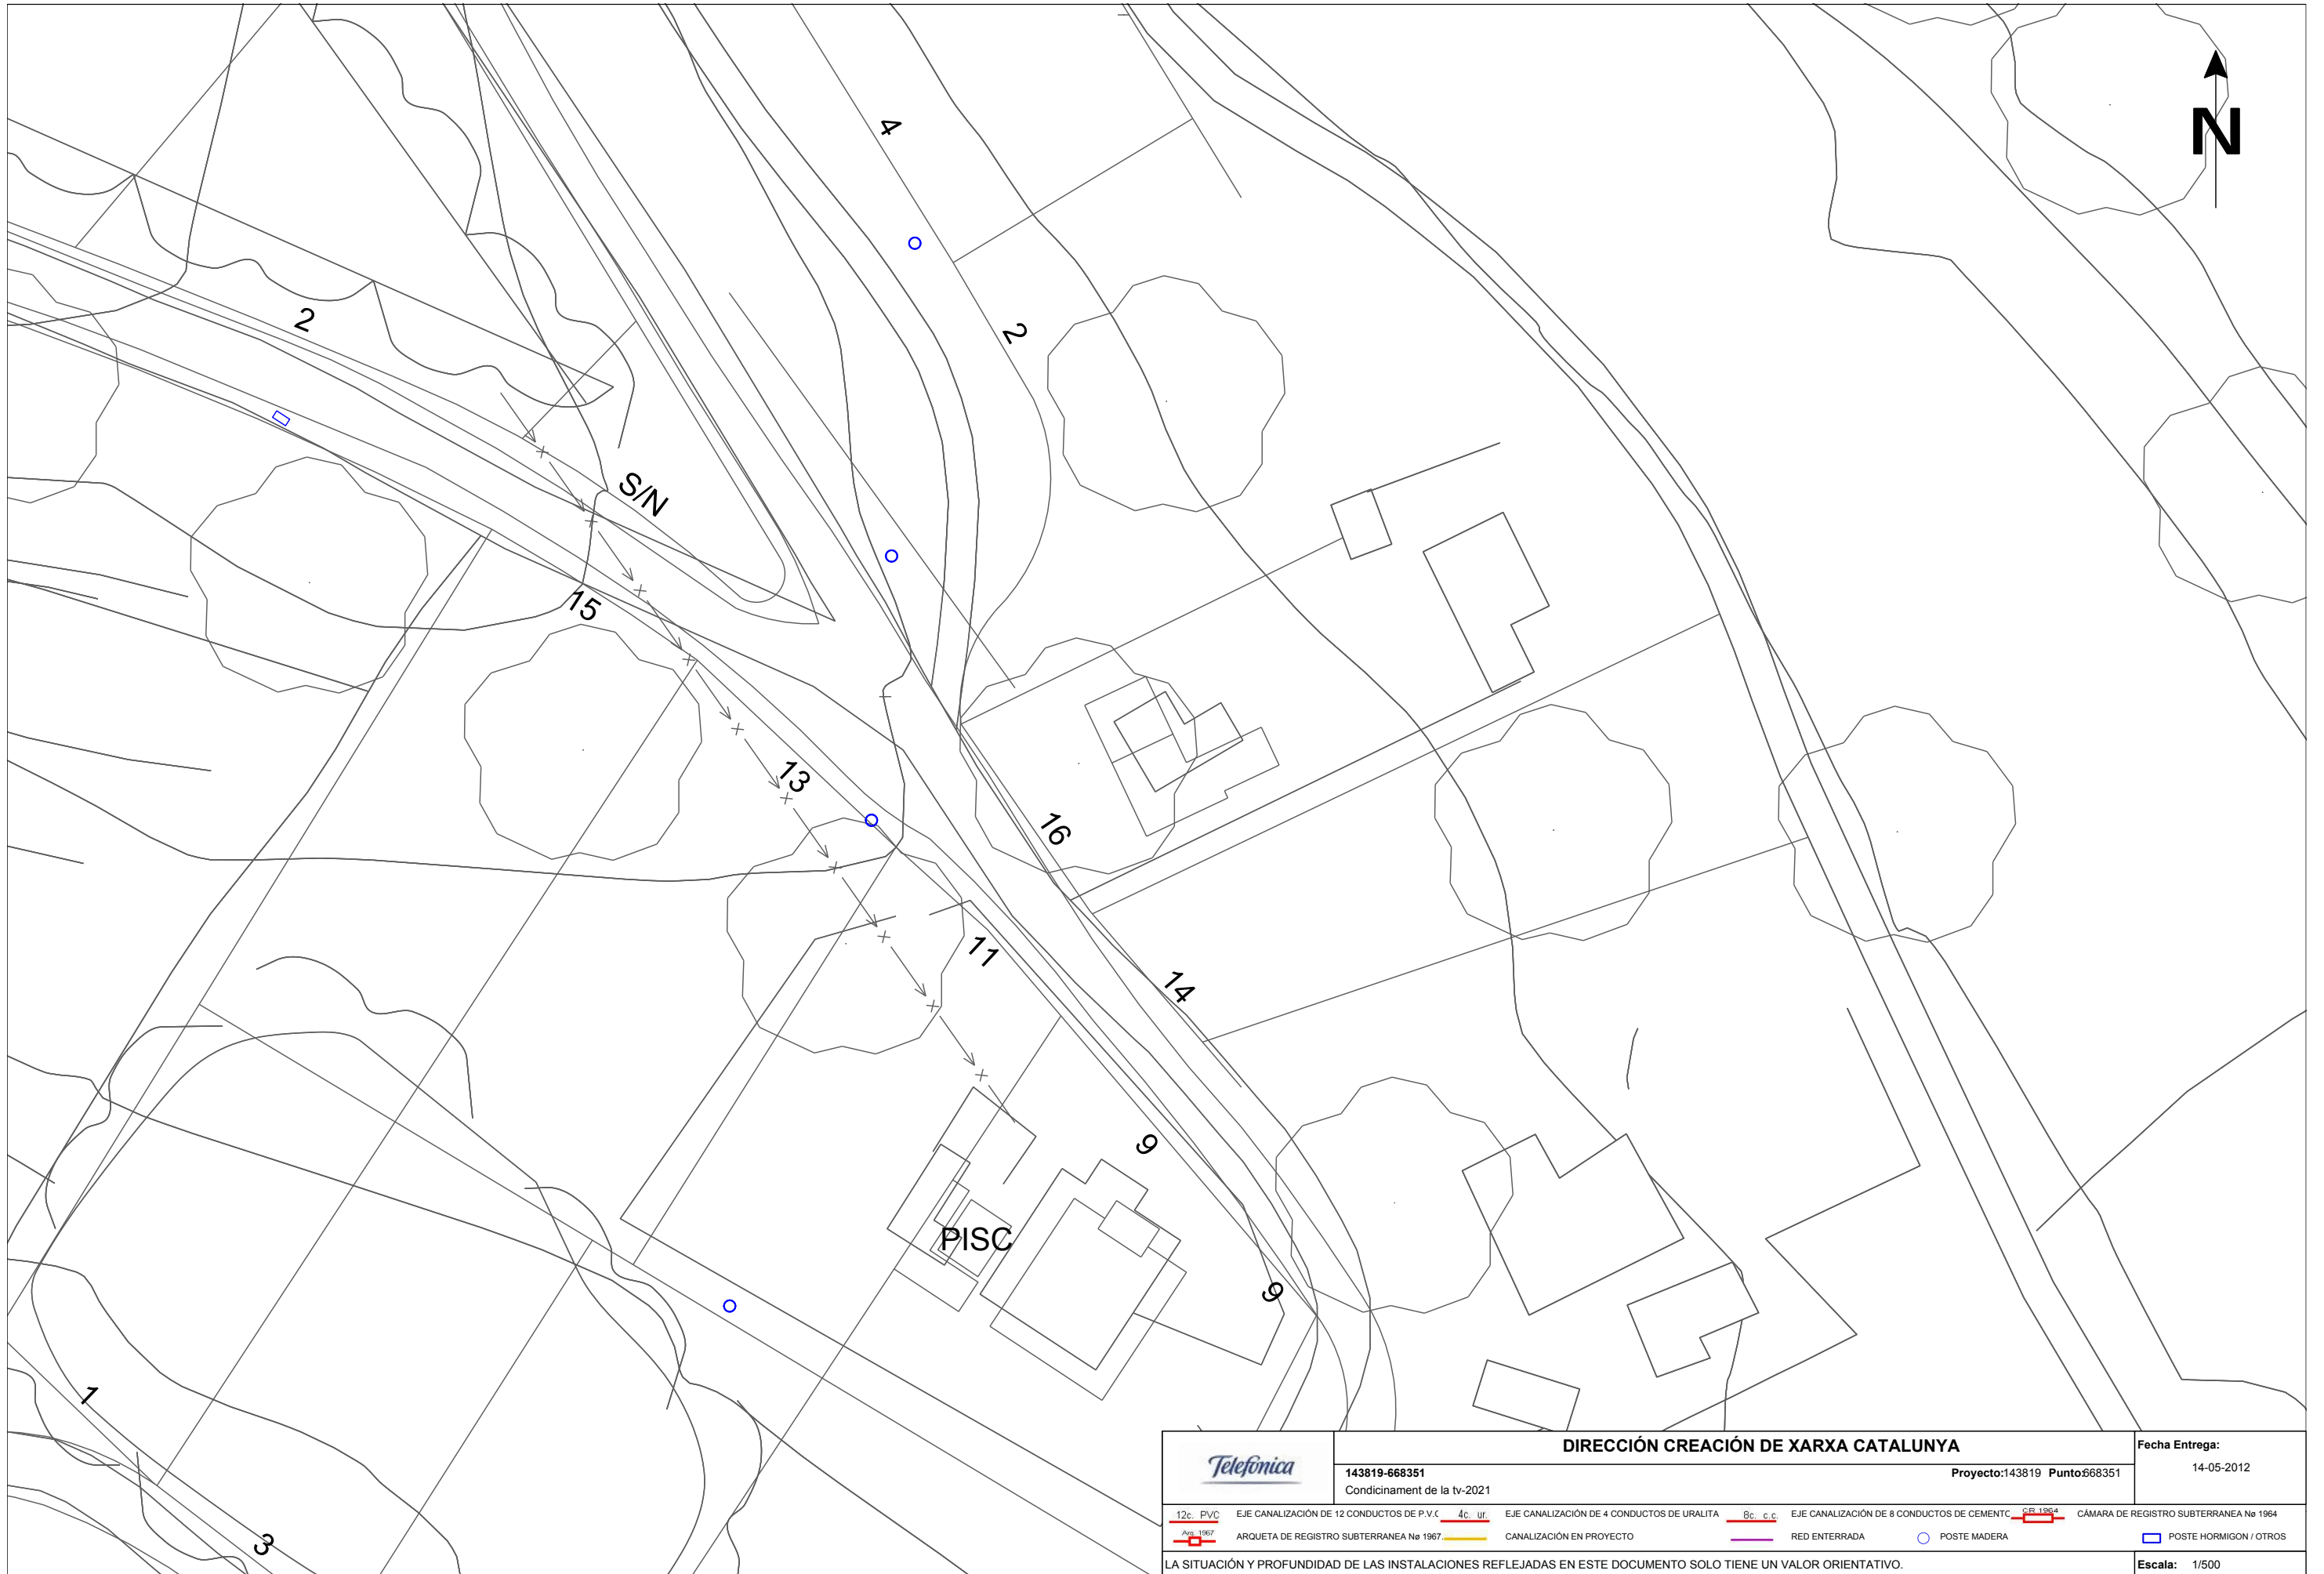 4
N
2
2
S/N
15
13
16
11
14
9
PISC
9
1
3
Telefónica
DIRECCIÓN CREACIÓN DE XARXA CATALUNYA
Fecha Entrega:
14-05-2012
143819-668351
Proyecto:143819 Punto:668351
Condicinament de la tv-2021
12c. PVC EJE CANALIZACIÓN DE 12 CONDUCTOS DE P.V.C 4c. ur. EJE CANALIZACIÓN DE 4 CONDUCTOS DE URALITA 8c. c.c. EJE CANALIZACIÓN DE 8 CONDUCTOS DE CEMENTO CR 1964 CÁMARA DE REGISTRO SUBTERRANEA Nø 1964
Arq. 1967 ARQUETA DE REGISTRO SUBTERRANEA Nø 1967. CANALIZACIÓN EN PROYECTO RED ENTERRADA POSTE MADERA POSTE HORMIGON / OTROS
LA SITUACIÓN Y PROFUNDIDAD DE LAS INSTALACIONES REFLEJADAS EN ESTE DOCUMENTO SOLO TIENE UN VALOR ORIENTATIVO.
Escala: 1/500